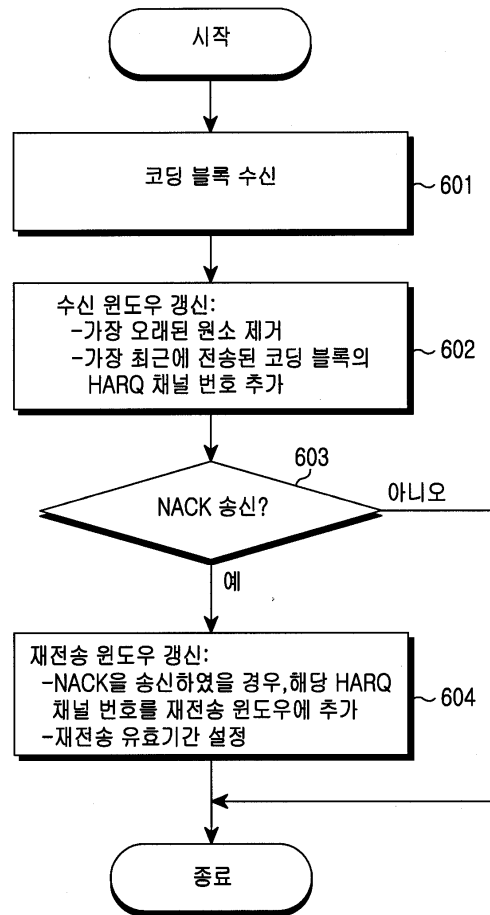 시작
코딩 블록 수신
601
수신 윈도우 갱신:
-가장 오래된 원소 제거
-가장 최근에 전송된 코딩 블록의
HARQ 채널 번호 추가
602
603
NACK 송신?
아니오
예
재전송 윈도우 갱신:
-NACK을 송신하였을 경우,해당 HARQ
채널 번호를 재전송 윈도우에 추가
-재전송 유효기간 설정
604
종료